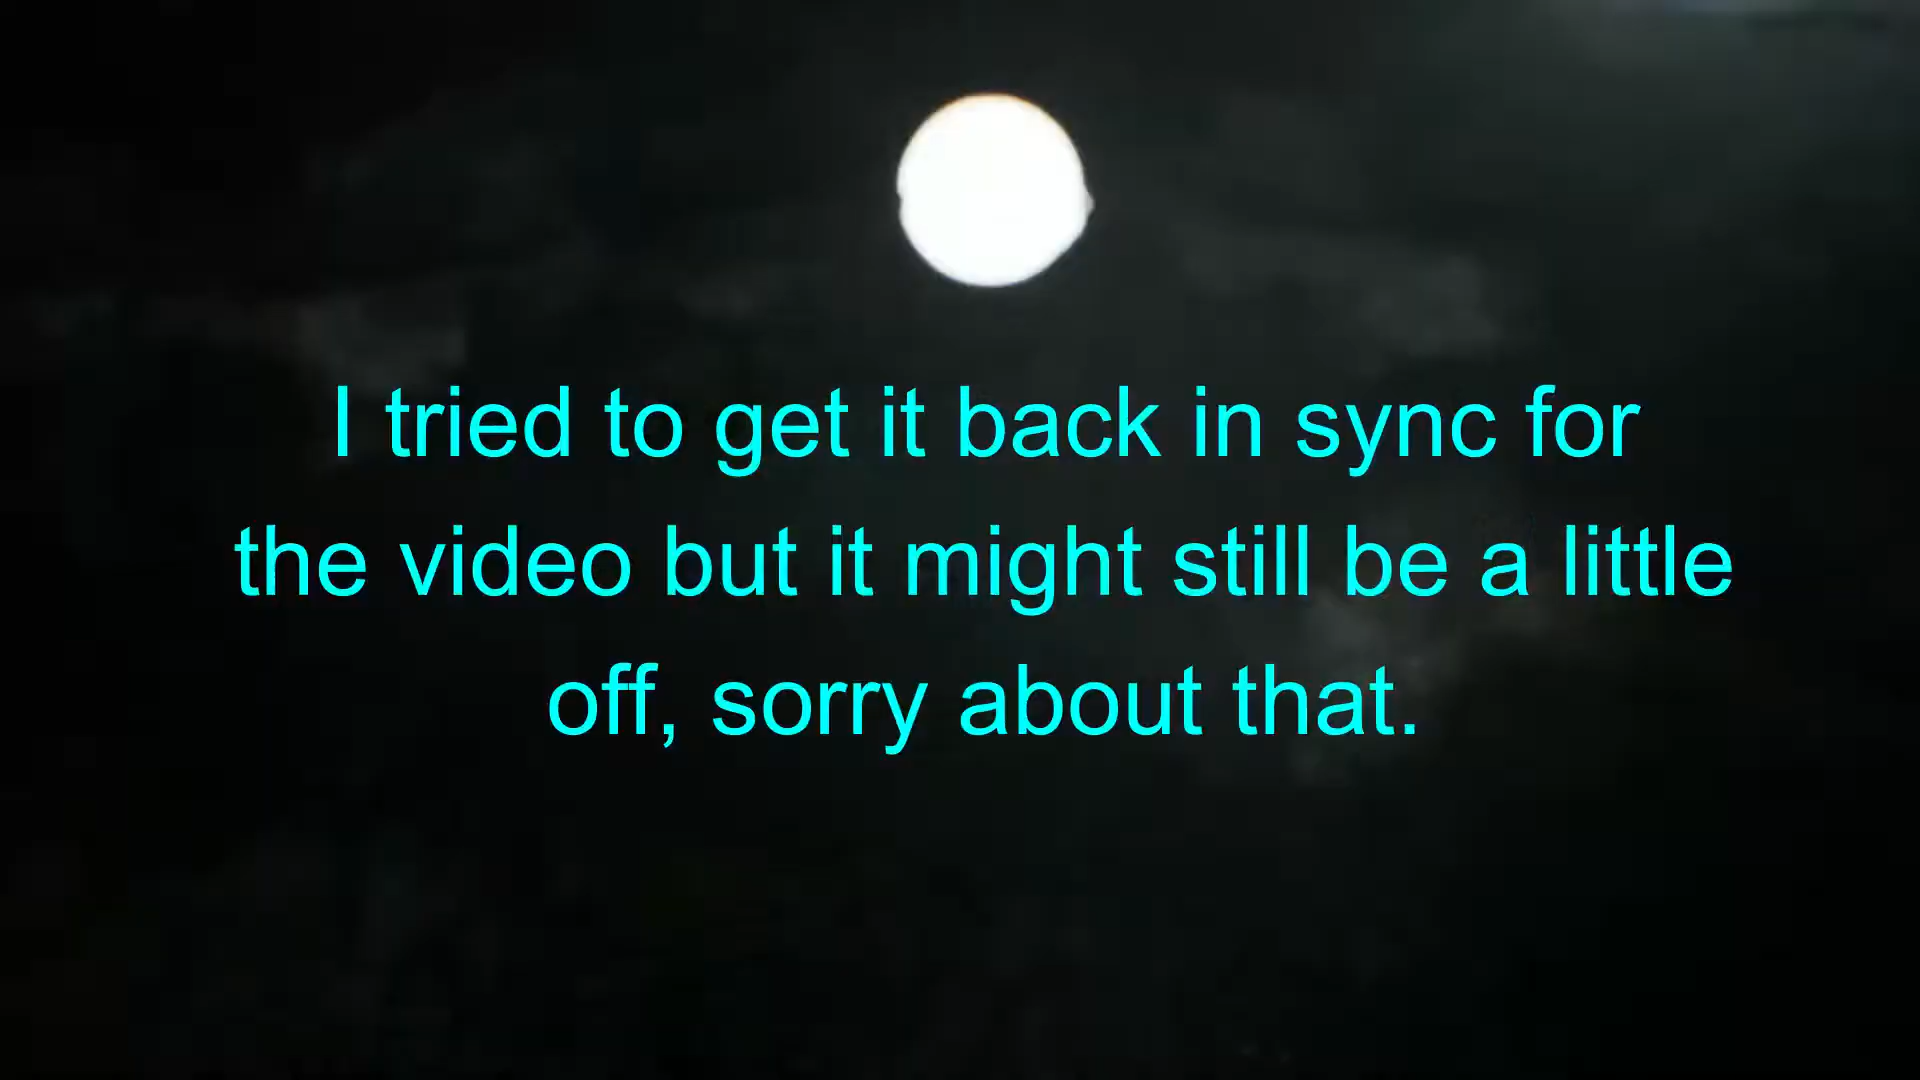 I tried to get it back in sync for
the video but it might still be a little
off, sorry about that.